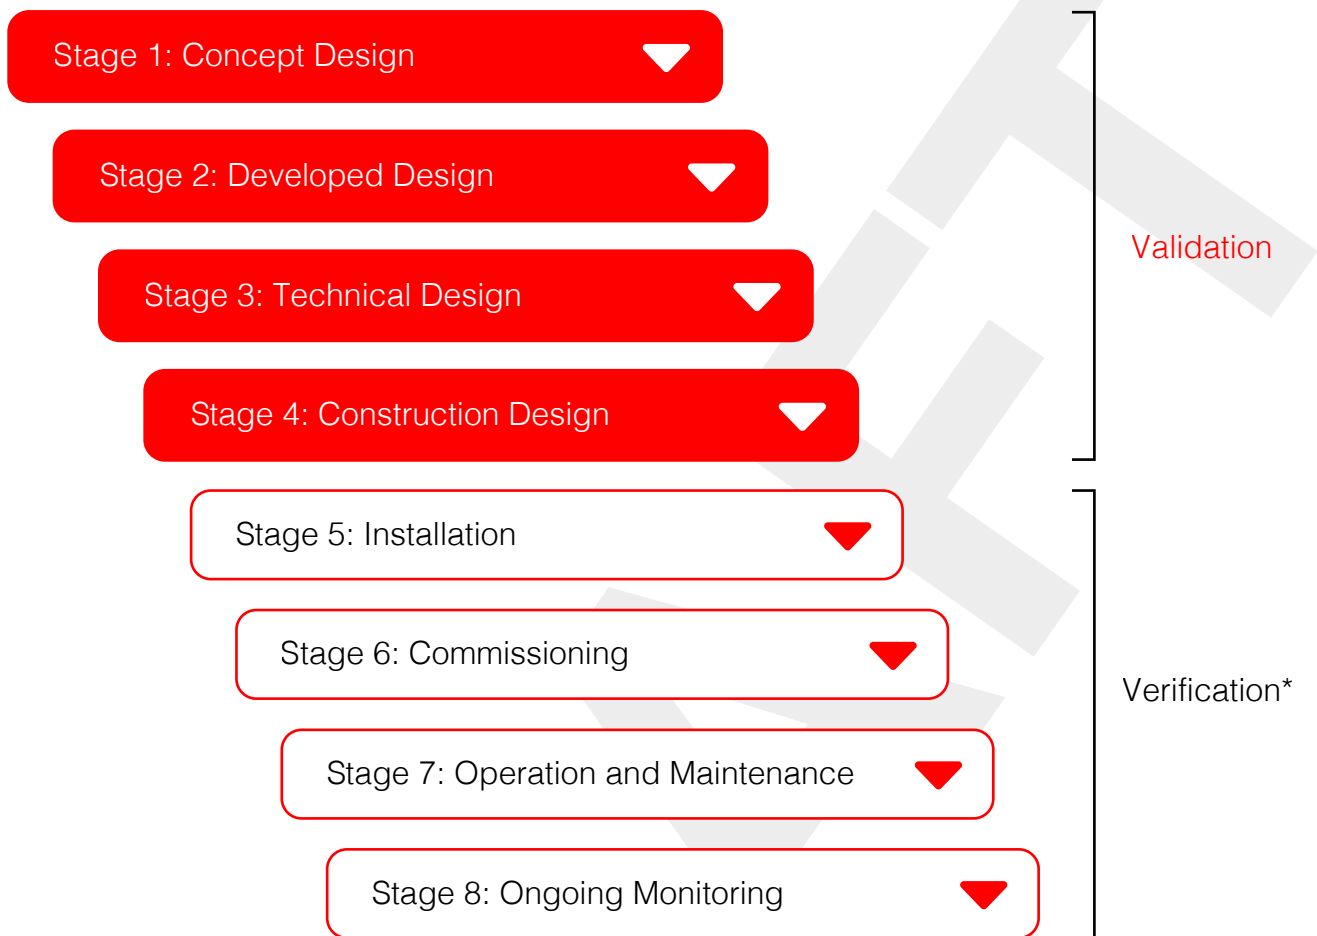 Stage 1: Concept Design
Stage 2: Developed Design
Stage 3: Technical Design
Stage 4: Construction Design
Validation
Stage 5: Installation
Stage 6: Commissioning
Stage 7: Operation and Maintenance
Stage 8: Ongoing Monitoring
Verification*